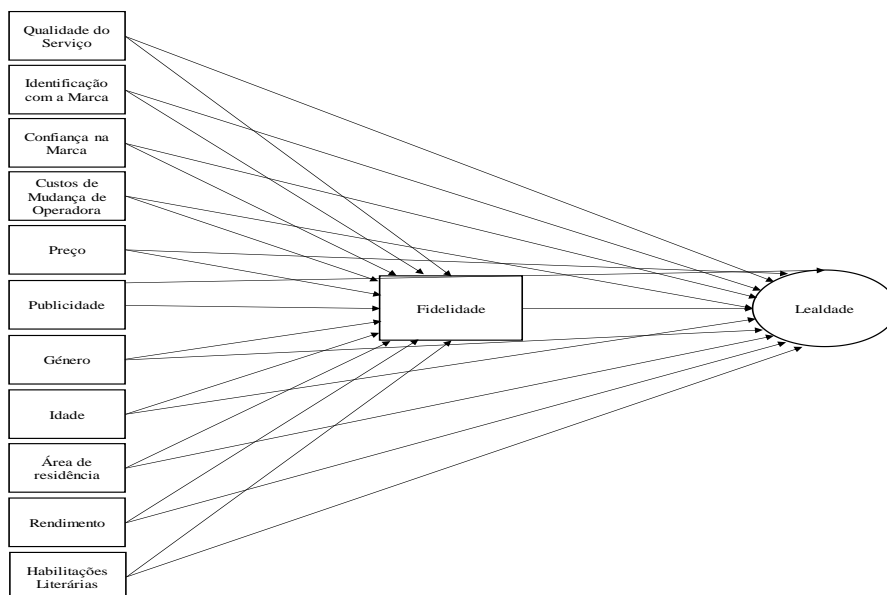 Qualidade do
Serviço
Identificação
com a Marca
Confiança na
Marca
Custos de
Mudança de
Operadora
Preço
Publicidade
Género
Idade
Área de
residência
Rendimento
Habilitações
Literárias
Fidelidade
Lealdade